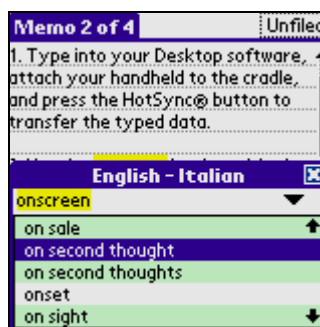 Memo 2 of 4
Unfiled
1. Type into your Desktop software,
attach your handheld to the cradle,
and press the HotSync® button to
transfer the typed data.
English - Italian
onscreen
on sale
on second thought
on second thoughts
onset
on sight